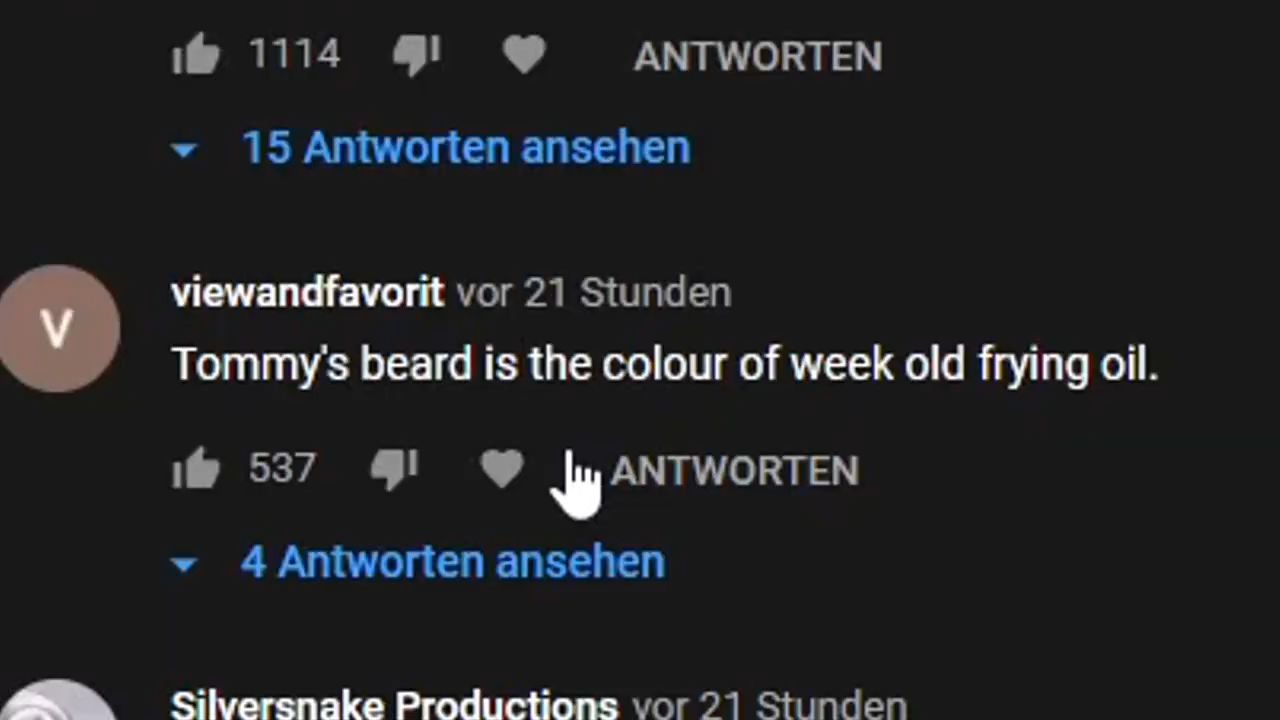 1114 ANTWORTEN
15 Antworten ansehen
V
viewandfavorit vor 21 Stunden
Tommy's beard is the colour of week old frying oil.
537 ANTWORTEN
4 Antworten ansehen
Silversnake Productions vor 21 Stunden